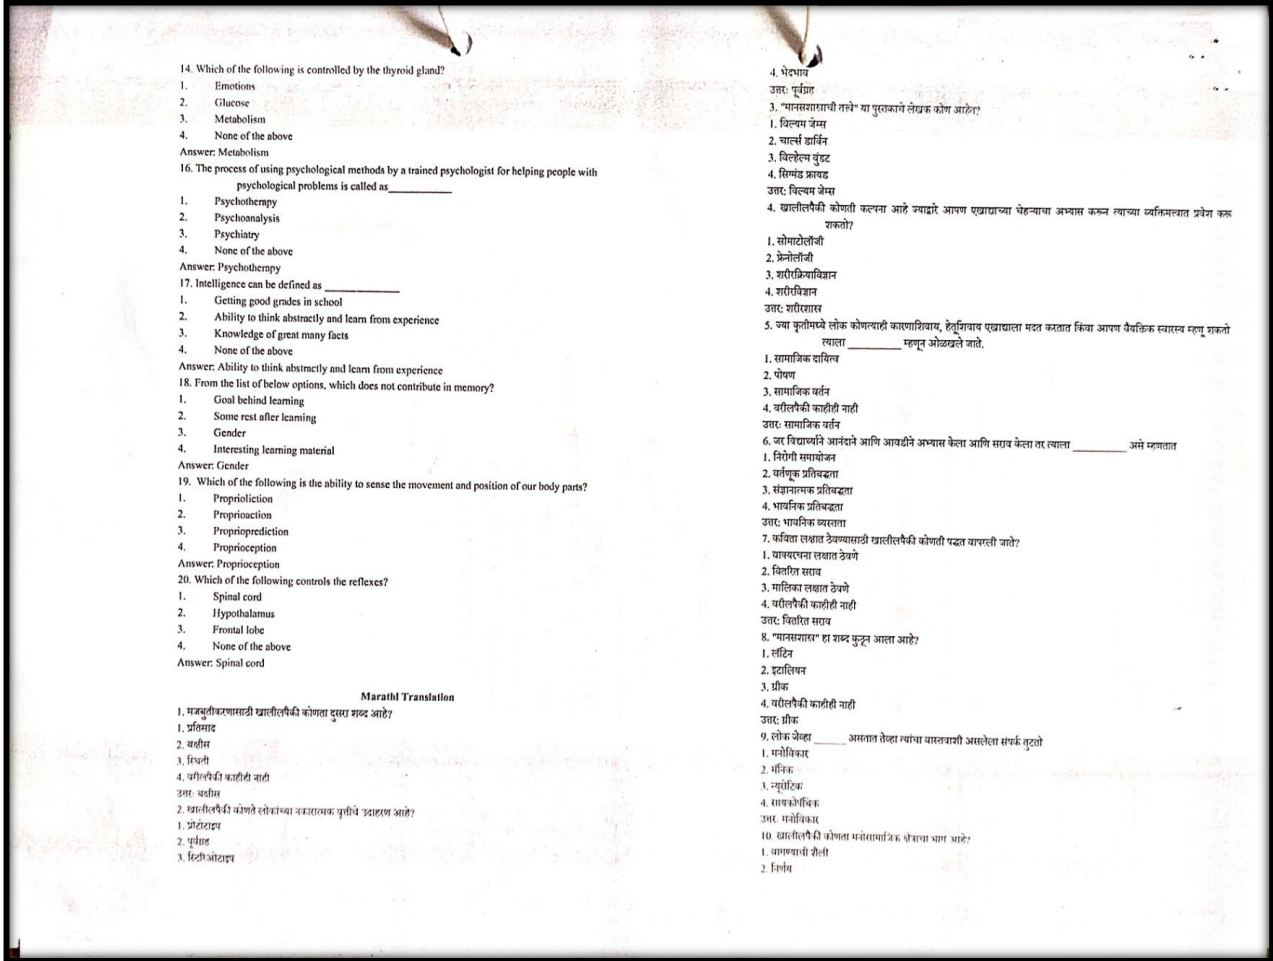 14. Which of the following is controlled by the thyroid gland?
1. Emotions
2. Glucose
3. Metabolism
4. None of the above
Answer: Metabolism
16. The process of using psychological methods by a trained psychologist for helping people with
psychological problems is called as____________
1. Psychotherapy
2. Psychoanalysis
3. Psychiatry
4. None of the above
Answer: Psychotherapy
17. Intelligence can be defined as ______________
1. Getting good grades in school
2. Ability to think abstractly and learn from experience
3. Knowledge of great many facts
4. None of the above
Answer: Ability to think abstractly and learn from experience
18. From the list of below options, which does not contribute in memory?
1. Goal behind learning
2. Some rest after learning
3. Gender
4. Interesting learning material
Answer: Gender
19. Which of the following is the ability to sense the movement and position of our body parts?
1. Proprioliction
2. Proprioaction
3. Proprioprediction
4. Proprioception
Answer: Proprioception
20. Which of the following controls the reflexes?
1. Spinal cord
2. Hypothalamus
3. Frontal lobe
4. None of the above
Answer: Spinal cord
Marathi Translation
1. मजबुतीकरणासाठी खालीलपैकी कोणता दुसरा शब्द आहे?
1. प्रतिसाद
2. बक्षीस
3. स्थिती
4. वरीलपैकी काहीही नाही
उत्तर: बक्षीस
2. खालीलपैकी कोणते लोकांच्या नकारात्मक वृत्तीचे उदाहरण आहे?
1. प्रोटोटाइप
2. पूर्वग्रह
3. स्टिरिओटाइप
4. भेदभाव
उत्तर: पूर्वग्रह
3. "मानसशास्त्राची तत्त्वे" या पुस्तकाचे लेखक कोण आहेत?
1. विल्यम जेम्स
2. चार्ल्स डार्विन
3. विल्हेल्म वुंडट
4. सिग्मंड फ्रायड
उत्तर: विल्यम जेम्स
4. खालीलपैकी कोणती कल्पना आहे ज्याद्वारे आपण एखाद्याच्या चेहऱ्याचा अभ्यास करून त्याच्या व्यक्तिमत्त्वात प्रवेश करू
शकतो?
1. सोमाटोलॉजी
2. फ्रेनोलॉजी
3. शरीरक्रियाविज्ञान
4. शरीरविज्ञान
उत्तर: शरीरशास्त्र
5. ज्या कृतीमध्ये लोक कोणत्याही कारणाशिवाय, हेतूशिवाय एखाद्याला मदत करतात किंवा आपण वैयक्तिक स्वारस्य म्हणू शकतो
त्याला __________ म्हणून ओळखले जाते.
1. सामाजिक दायित्व
2. पोषण
3. सामाजिक वर्तन
4. वरीलपैकी काहीही नाही
उत्तर: सामाजिक वर्तन
6. जर विद्यार्थ्याने आनंदाने आणि आवडीने अभ्यास केला आणि सराव केला तर त्याला __________ असे म्हणतात
1. निरोगी समायोजन
2. वर्तणूक प्रतिबद्धता
3. संज्ञानात्मक प्रतिबद्धता
4. भावनिक प्रतिबद्धता
उत्तर: भावनिक व्यस्तता
7. कविता लक्षात ठेवण्यासाठी खालीलपैकी कोणती पद्धत वापरली जाते?
1. वाक्यरचना लक्षात ठेवणे
2. वितरित सराव
3. मालिका लक्षात ठेवणे
4. वरीलपैकी काहीही नाही
उत्तर: वितरित सराव
8. "मानसशास्त्र" हा शब्द कुठून आला आहे?
1. लॅटिन
2. इटालियन
3. ग्रीक
4. वरीलपैकी काहीही नाही
उत्तर: ग्रीक
9. लोक जेव्हा ______ असतात तेव्हा त्यांचा वास्तवाशी असलेला संपर्क तुटतो
1. मनोविकार
2. मॅनिक
3. न्यूरोटिक
4. सायकोपॅथिक
उत्तर: मनोविकार
10. खालीलपैकी कोणता मनोसामाजिक क्षेत्राचा भाग आहे?
1. वागण्याची शैली
2. निर्णय